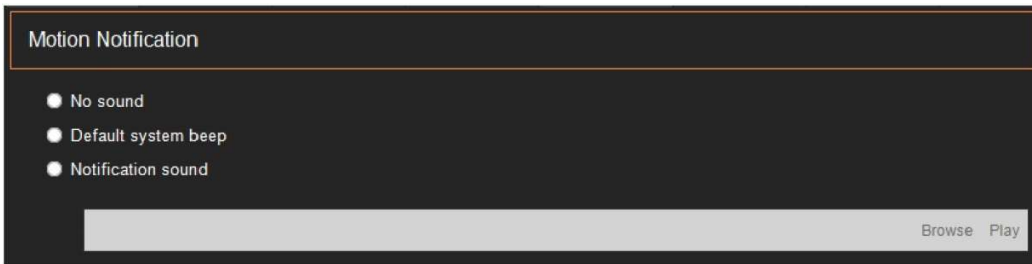 Motion Notification
No sound
Default system beep
Notification sound
Browse Play